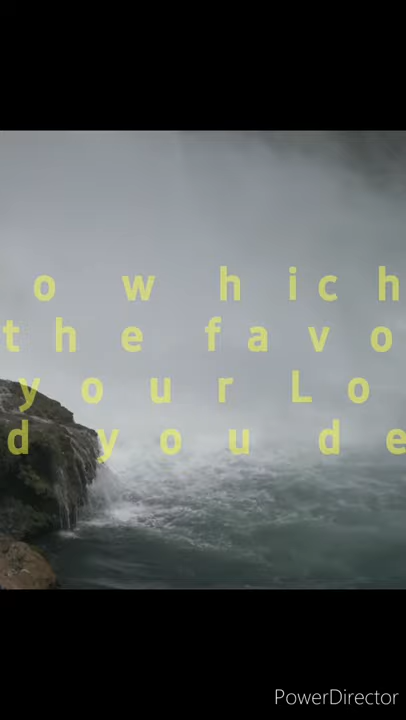 o which
the favo
your Lo
d you de
PowerDirector